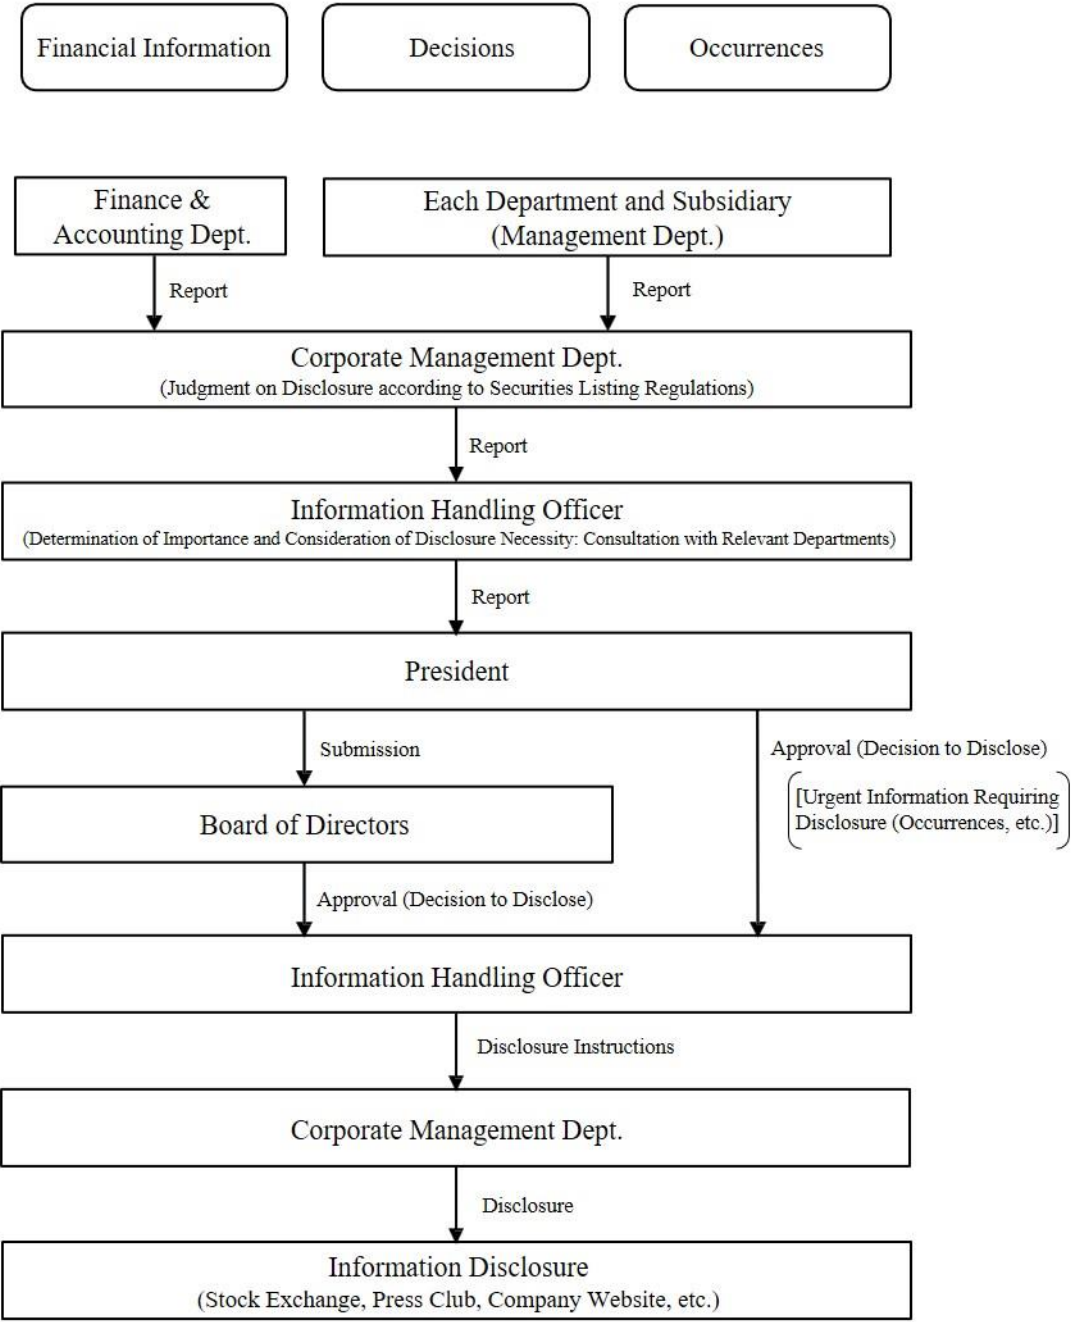 Financial Information
Decisions
Occurrences
Finance &
Accounting Dept.
Each Department and Subsidiary
(Management Dept.)
Report
Report
Corporate Management Dept.
(Judgment on Disclosure according to Securities Listing Regulations)
Report
Information Handling Officer
(Determination of Importance and Consideration of Disclosure Necessity: Consultation with Relevant Departments)
Report
President
Submission
Approval (Decision to Disclose)
[Urgent Information Requiring
Disclosure (Occurrences, etc.)]
Board of Directors
Approval (Decision to Disclose)
Information Handling Officer
Disclosure Instructions
Corporate Management Dept.
Disclosure
Information Disclosure
(Stock Exchange, Press Club, Company Website, etc.)